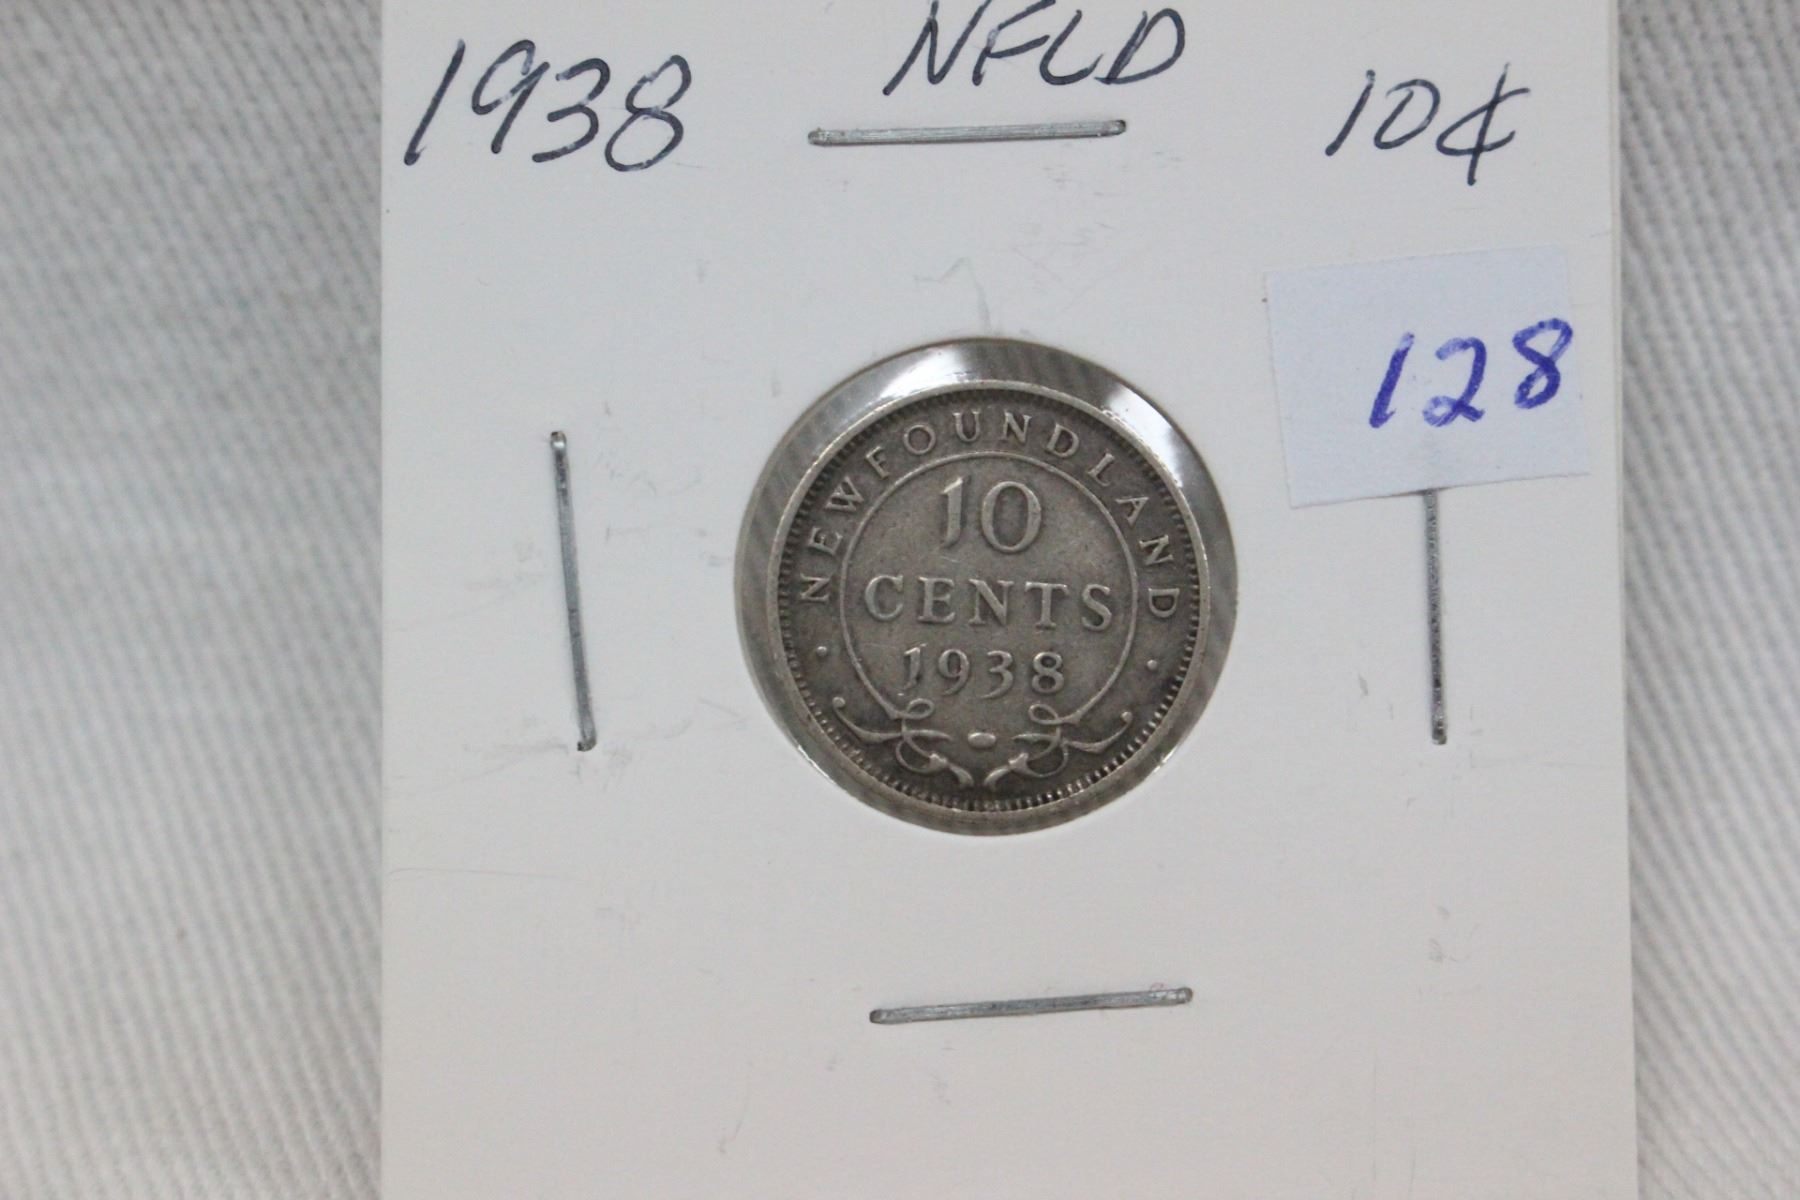 1938 NFLD 10¢
128
NEWFOUNDLAND
10
CENTS
1938